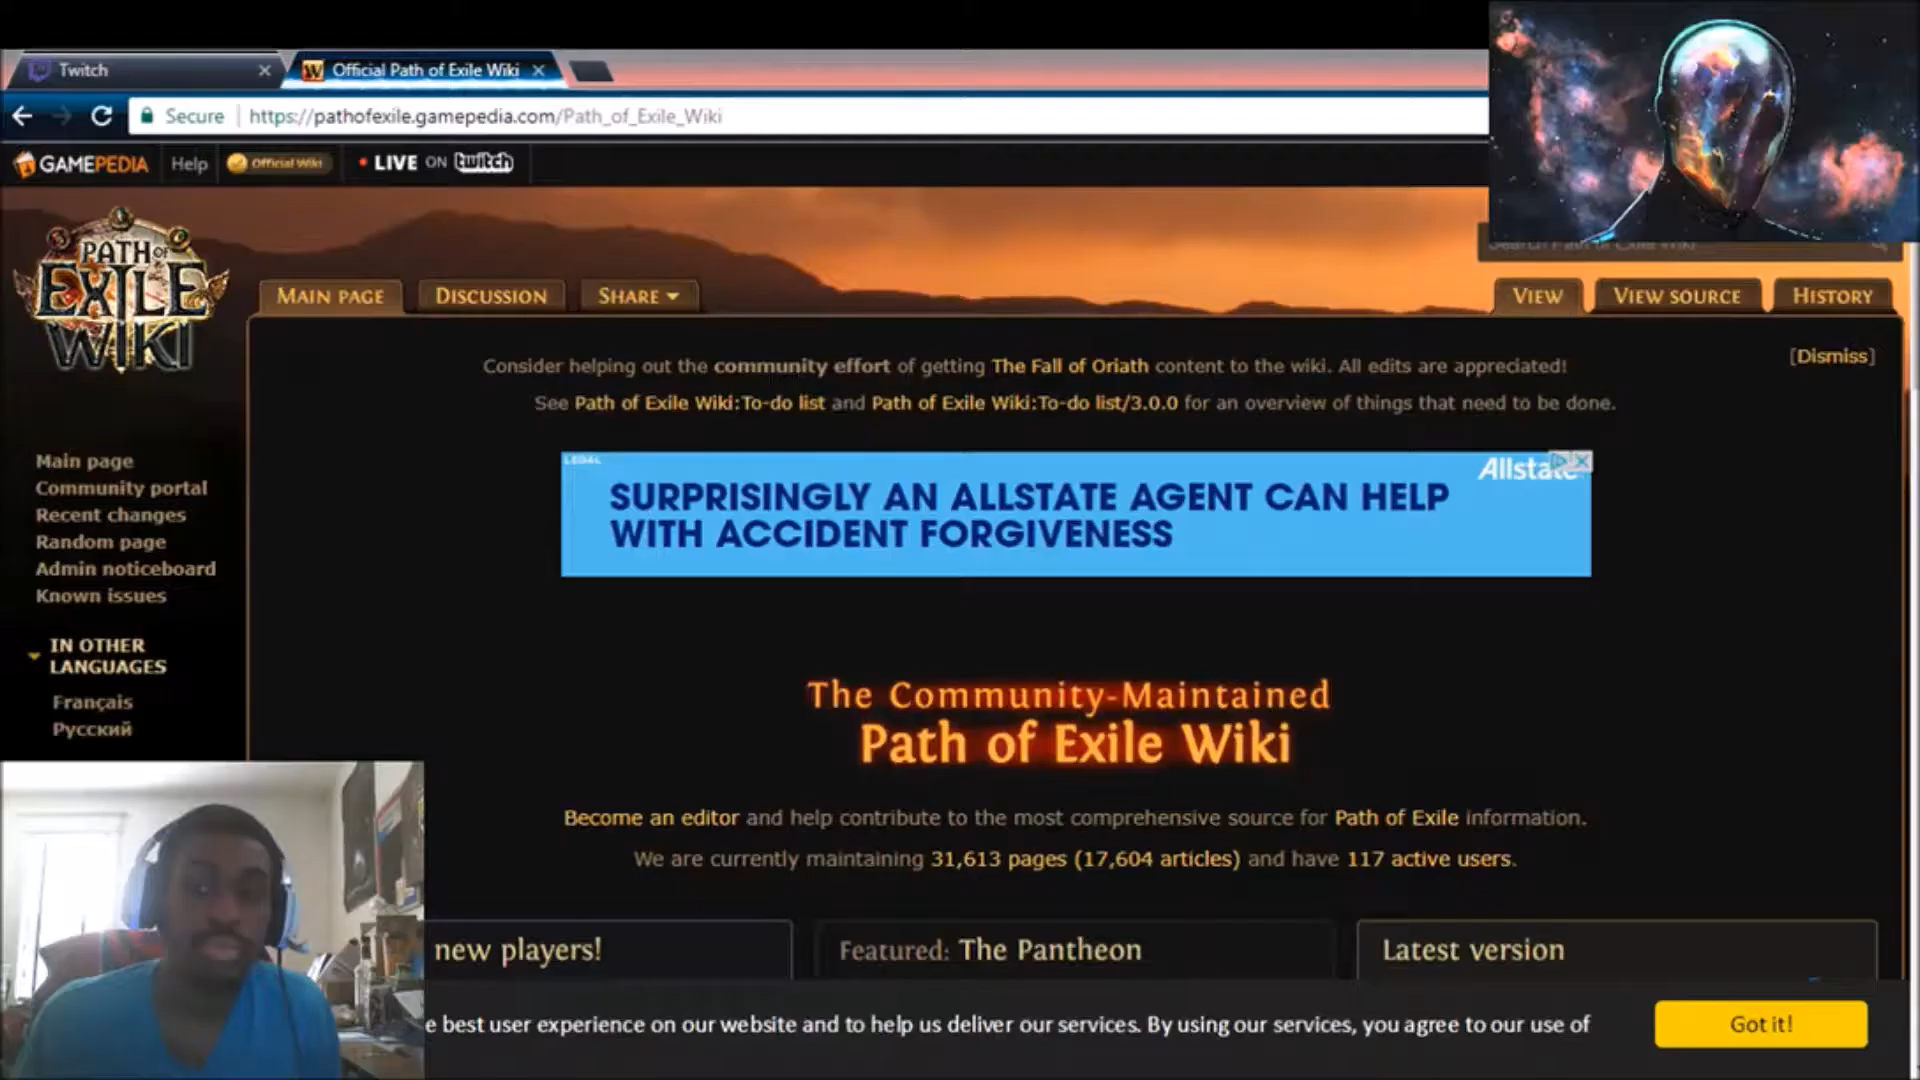 Twitch
Official Path of Exile Wiki
Secure
https://pathofexile.gamepedia.com/Path_of_Exile_Wiki
GAMEPEDIA
Help
Official Wiki
LIVE ON twitch
Search Path of Exile Wiki
PATH OF
EXILE
WIKI
MAIN PAGE
DISCUSSION
SHARE
VIEW
VIEW SOURCE
HISTORY
Consider helping out the community effort of getting The Fall of Oriath content to the wiki. All edits are appreciated!
[Dismiss]
See Path of Exile Wiki:To-do list and Path of Exile Wiki:To-do list/3.0.0 for an overview of things that need to be done.
LEGAL
Allstate
SURPRISINGLY AN ALLSTATE AGENT CAN HELP
WITH ACCIDENT FORGIVENESS
Main page
Community portal
Recent changes
Random page
Admin noticeboard
Known issues
IN OTHER
LANGUAGES
Français
Русский
The Community-Maintained
Path of Exile Wiki
Become an editor and help contribute to the most comprehensive source for Path of Exile information.
We are currently maintaining 31,613 pages (17,604 articles) and have 117 active users.
new players!
Featured: The Pantheon
Latest version
e best user experience on our website and to help us deliver our services. By using our services, you agree to our use of
Got it!